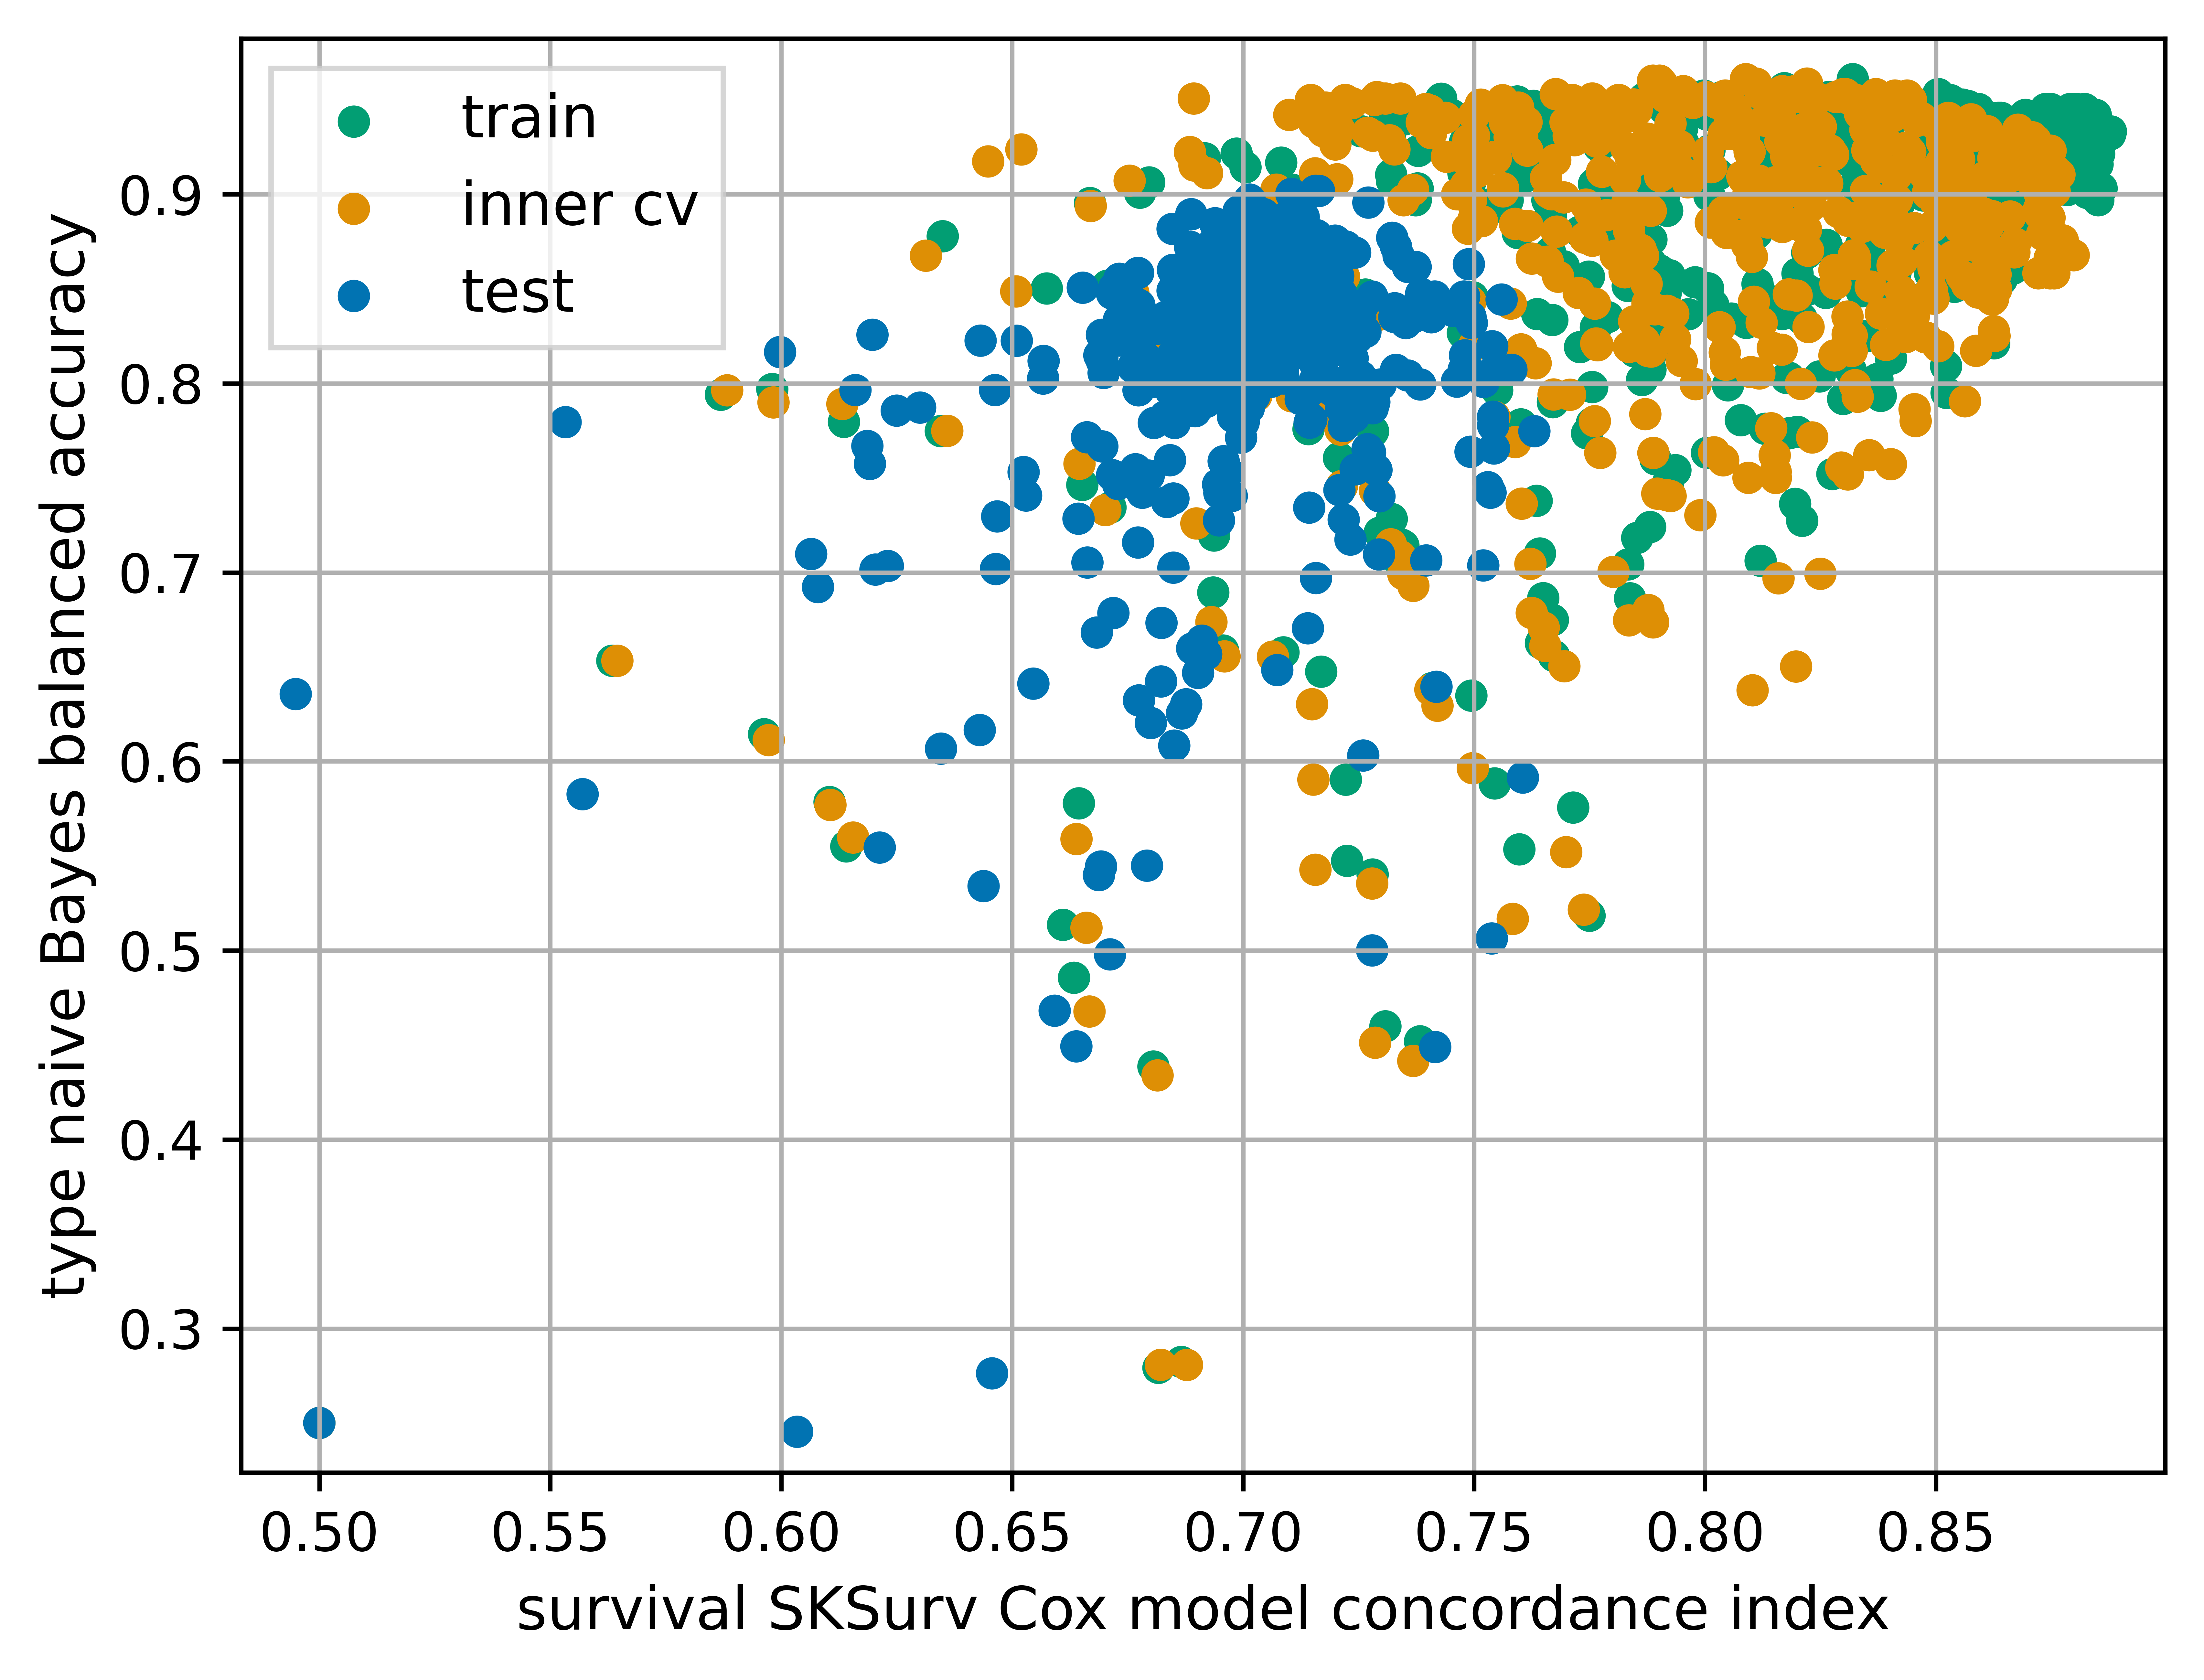 train
inner cv
test
type naive Bayes balanced accuracy
0.9
0.8
0.7
0.6
0.5
0.4
0.3
0.50 0.55 0.60 0.65 0.70 0.75 0.80 0.85
survival SKSurv Cox model concordance index